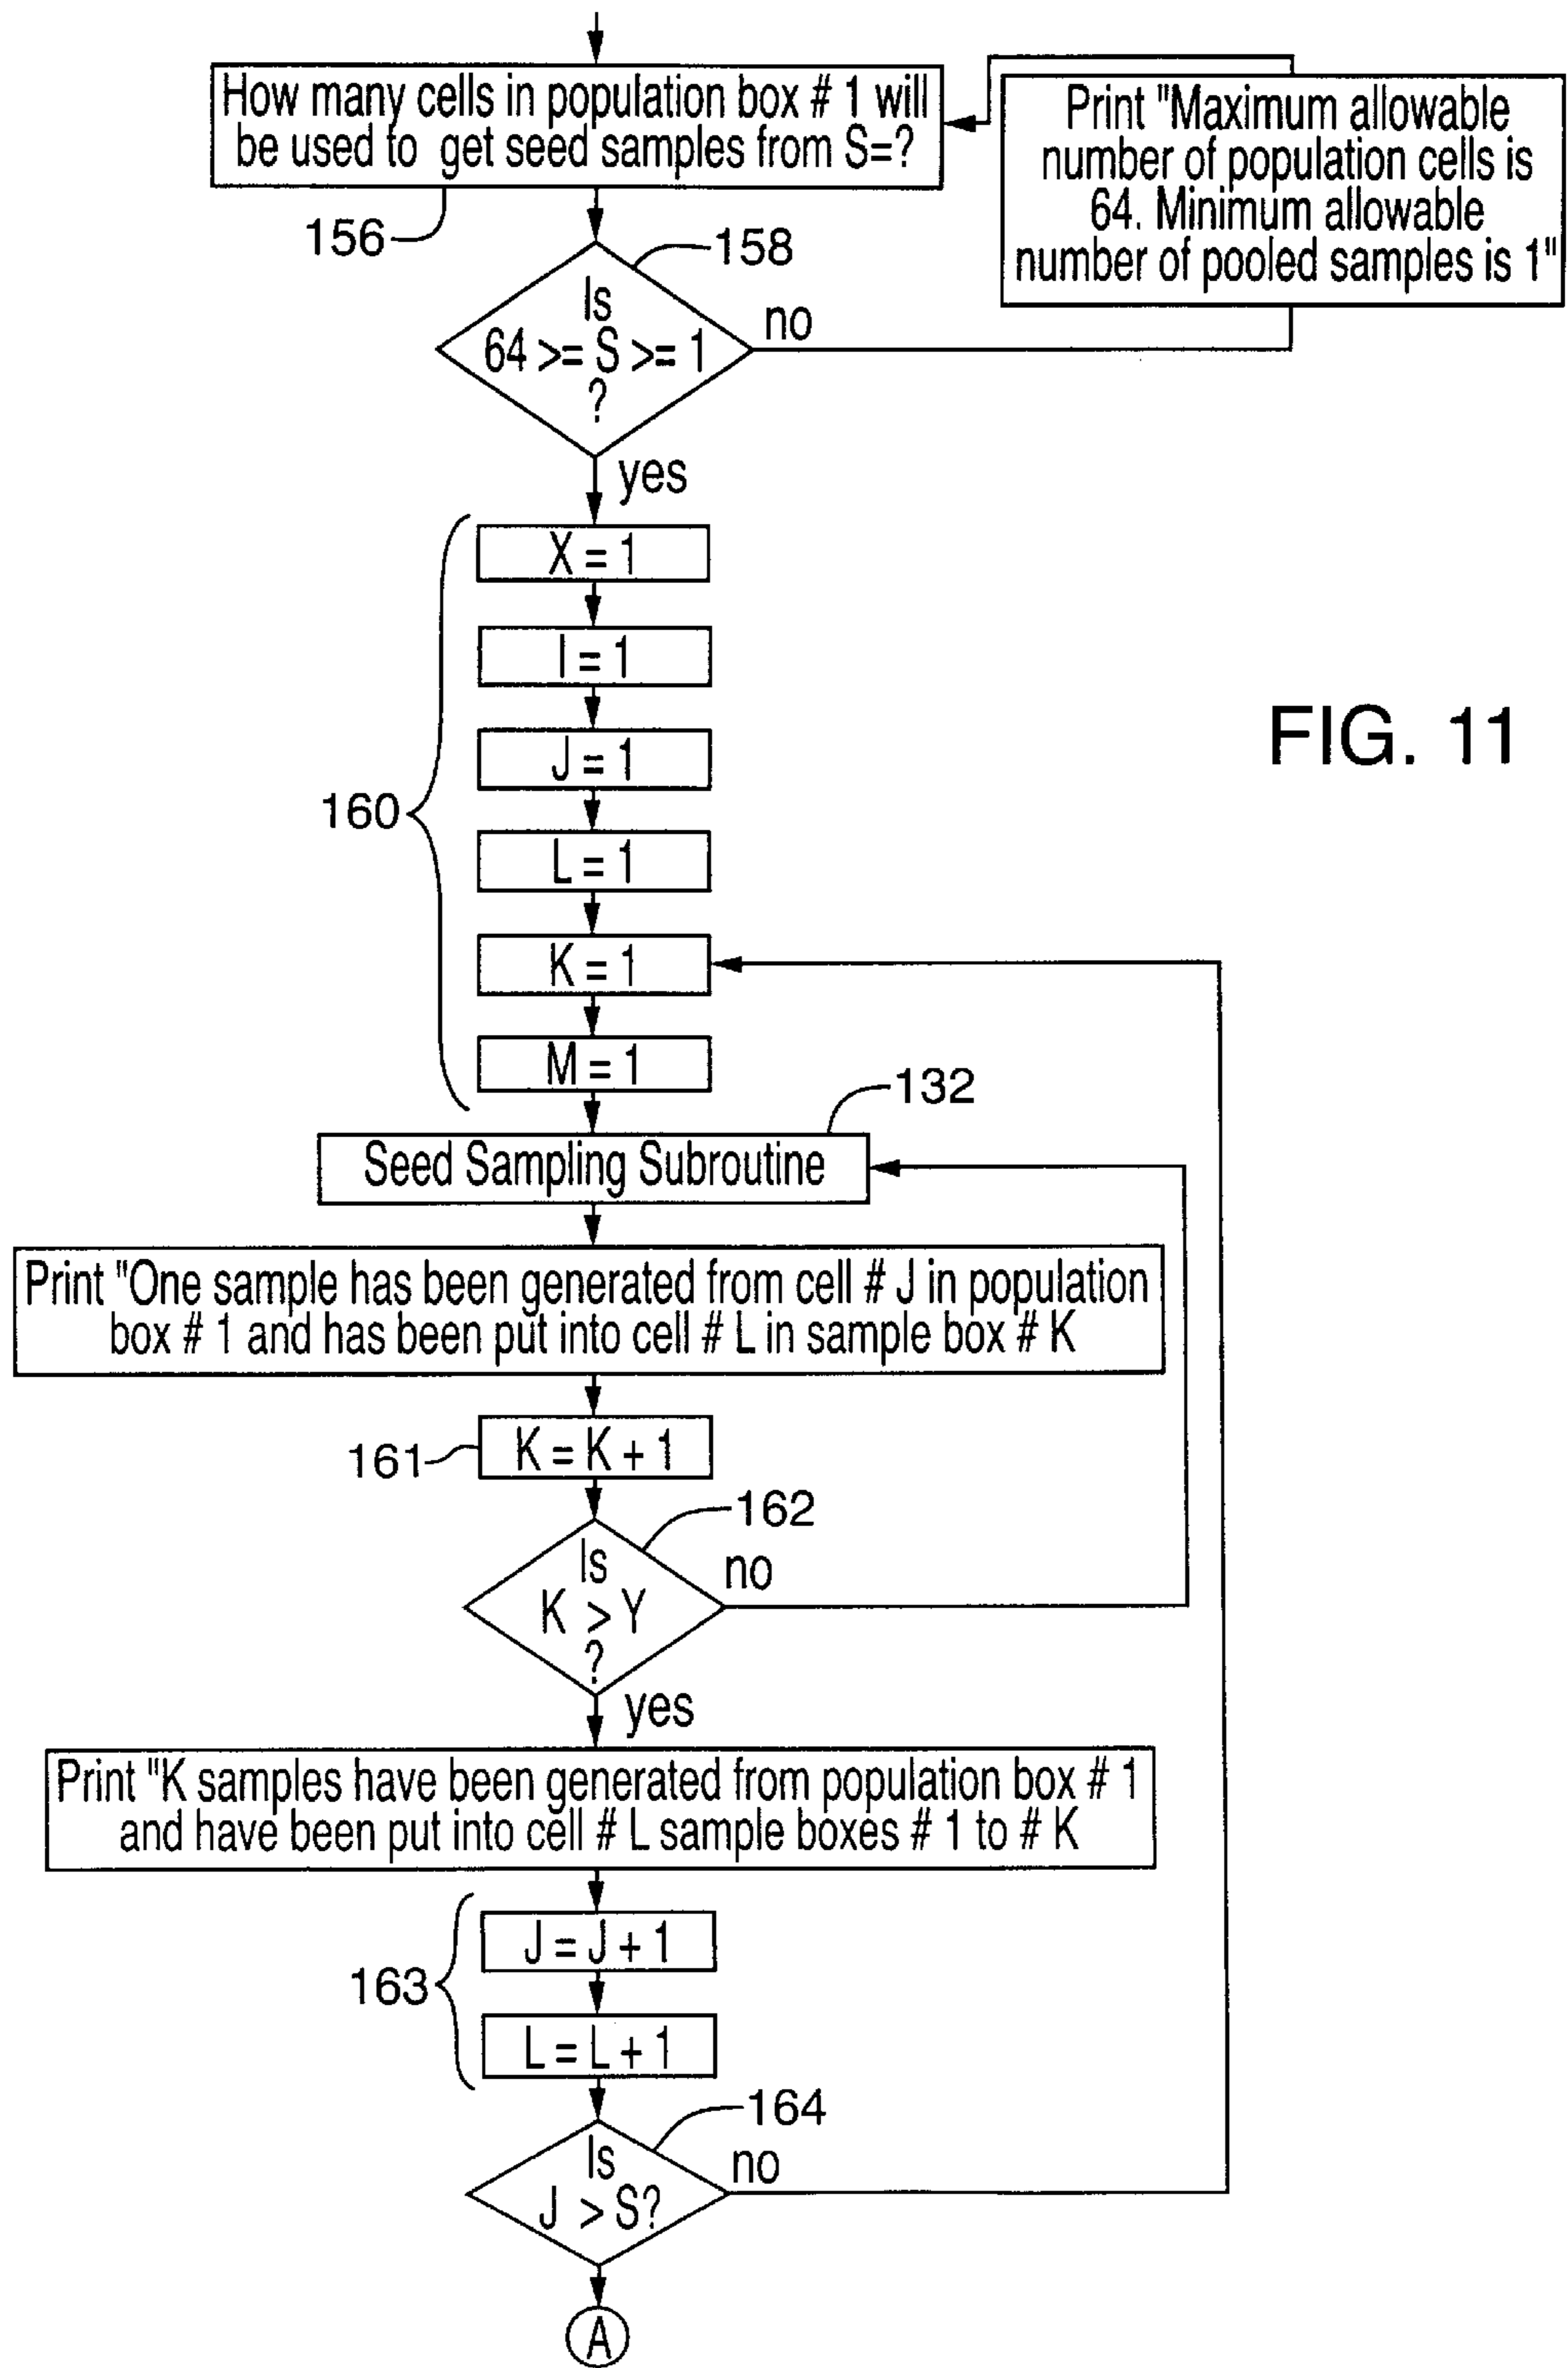 How many cells in population box # 1 will
be used to get seed samples from S=?
Print "Maximum allowable
number of population cells is
64. Minimum allowable
number of pooled samples is 1"
156
158
Is
64 >= S >= 1
?
no
yes
X = 1
I = 1
J = 1
L = 1
K = 1
M = 1
160
FIG. 11
132
Seed Sampling Subroutine
Print "One sample has been generated from cell # J in population
box # 1 and has been put into cell # L in sample box # K
161
K = K + 1
162
Is
K > Y
?
no
yes
Print "K samples have been generated from population box # 1
and have been put into cell # L sample boxes # 1 to # K
163
J = J + 1
L = L + 1
164
Is
J > S?
no
A